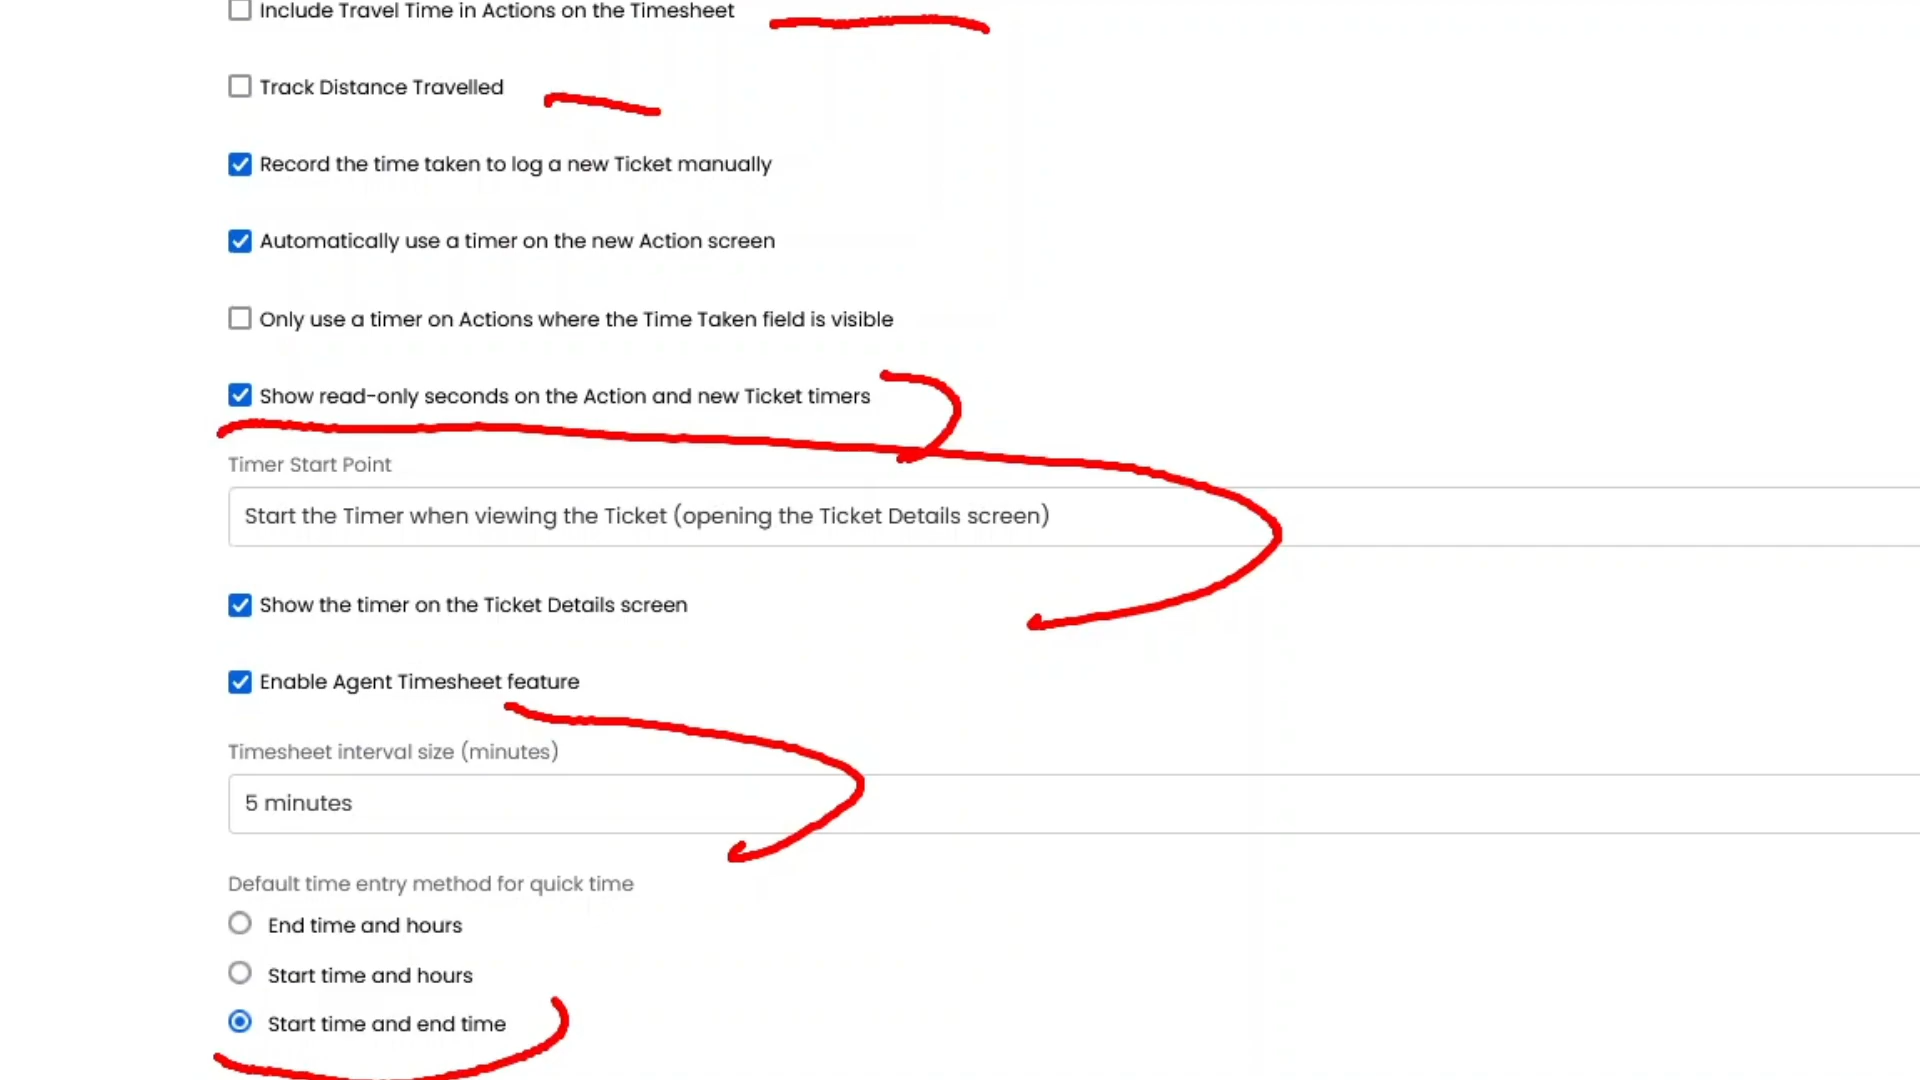 Include Travel Time in Actions on the Timesheet
Track Distance Travelled
Record the time taken to log a new Ticket manually
Automatically use a timer on the new Action screen
Only use a timer on Actions where the Time Taken field is visible
Show read-only seconds on the Action and new Ticket timers
Timer Start Point
Start the Timer when viewing the Ticket (opening the Ticket Details screen)
Show the timer on the Ticket Details screen
Enable Agent Timesheet feature
Timesheet interval size (minutes)
5 minutes
Default time entry method for quick time
End time and hours
Start time and hours
Start time and end time